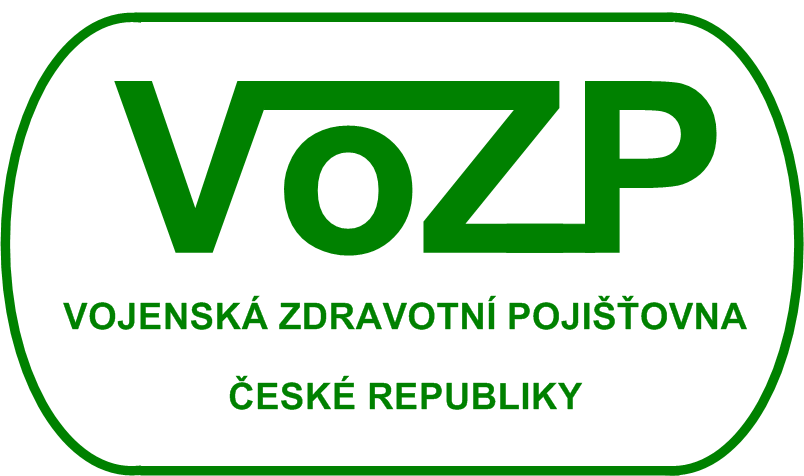 VoZP
VOJENSKÁ ZDRAVOTNÍ POJIŠŤOVNA
ČESKÉ REPUBLIKY